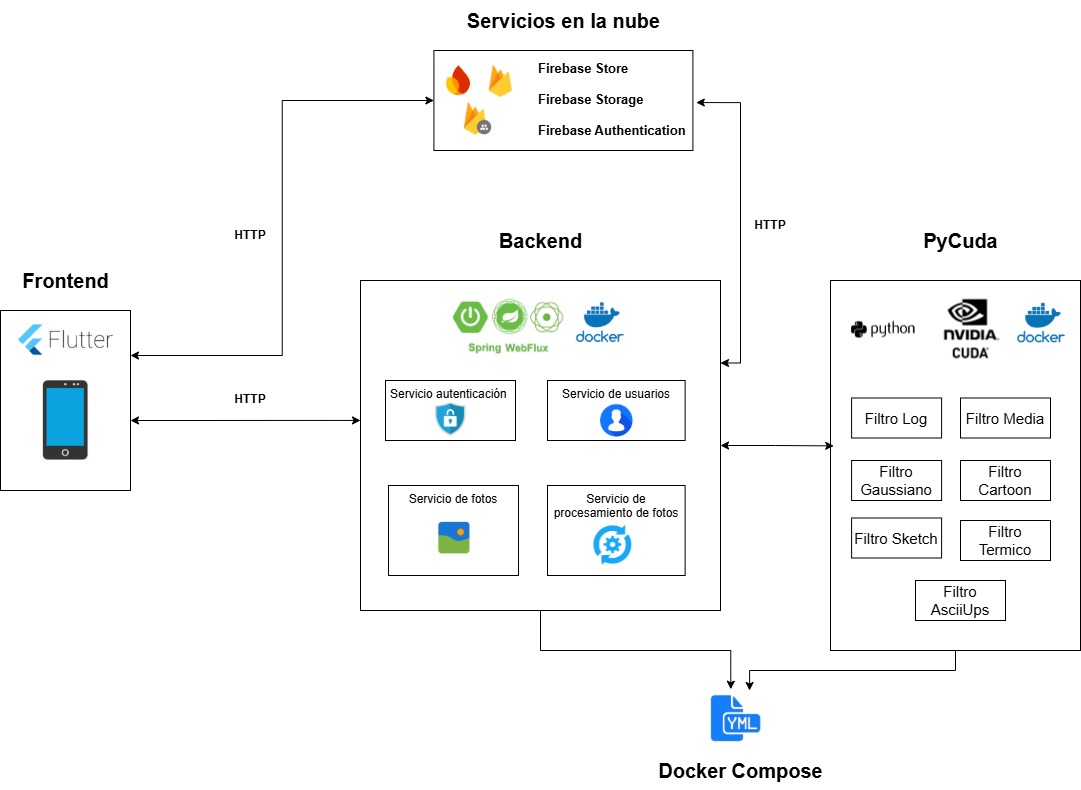 Servicios en la nube
Firebase Store
Firebase Storage
Firebase Authentication
HTTP
HTTP
Frontend
Flutter
HTTP
Backend
Spring WebFlux
docker
Servicio autenticación
Servicio de usuarios
Servicio de fotos
Servicio de
procesamiento de fotos
PyCuda
python
NVIDIA.
CUDA
docker
Filtro Log
Filtro Media
Filtro
Gaussiano
Filtro
Cartoon
Filtro Sketch
Filtro
Termico
Filtro
AsciiUps
YML
Docker Compose